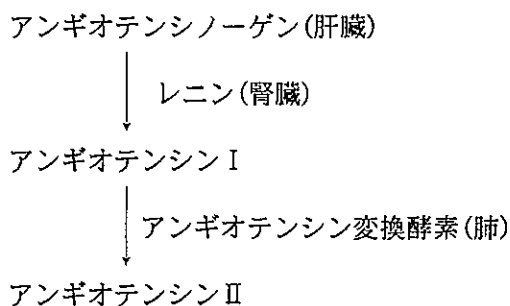 アンギオテンシノーゲン(肝臓)
レニン(腎臓)
アンギオテンシンⅠ
アンギオテンシン変換酵素(肺)
アンギオテンシンⅡ